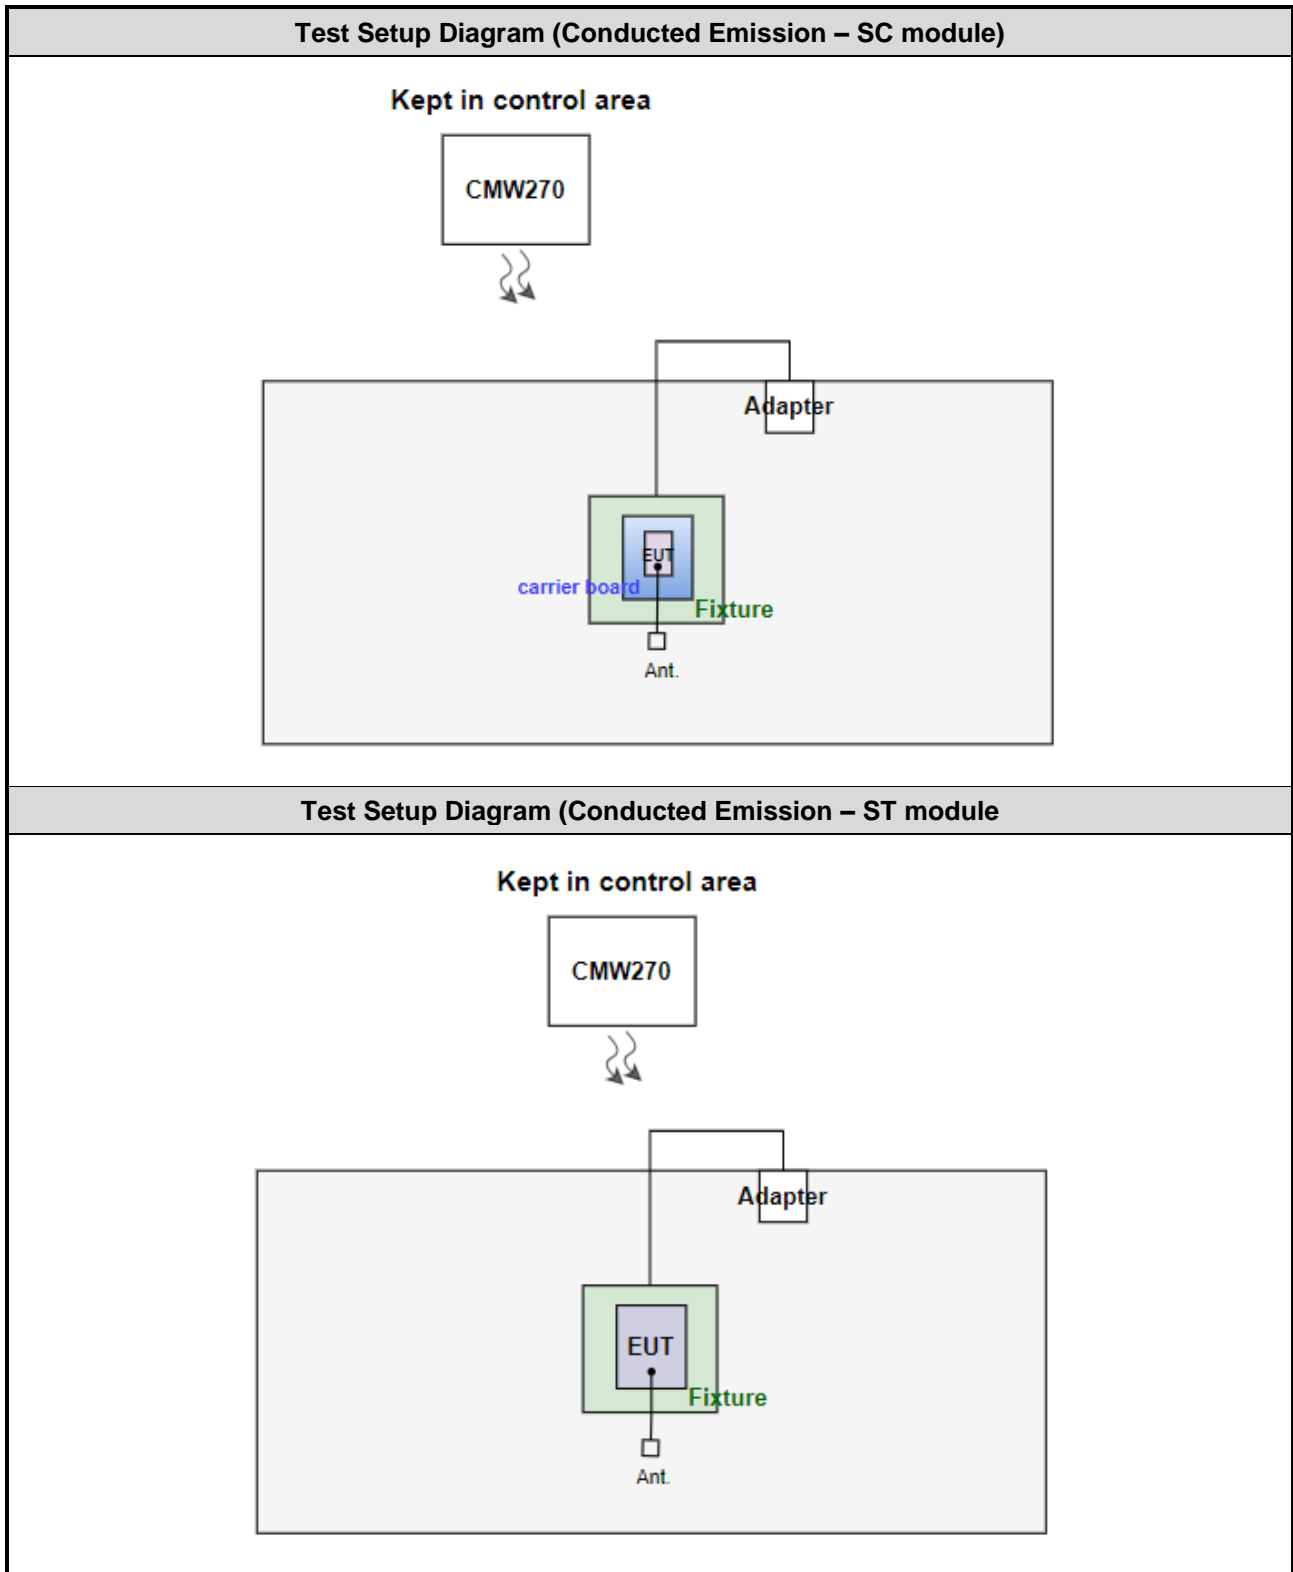 Test Setup Diagram (Conducted Emission – SC module)
Kept in control area
CMW270
Adapter
EUT
carrier board
Fixture
Ant.
Test Setup Diagram (Conducted Emission – ST module
Kept in control area
CMW270
Adapter
EUT
Fixture
Ant.